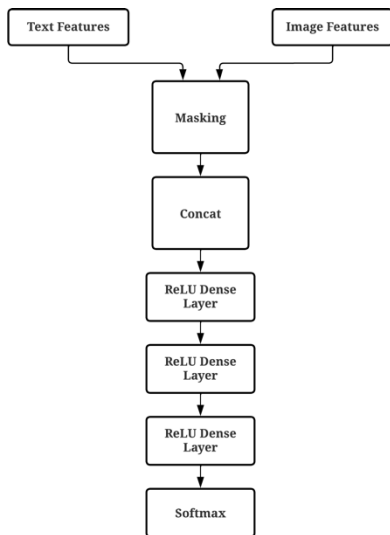 Text Features
Image Features
Masking
Concat
ReLU Dense
Layer
ReLU Dense
Layer
ReLU Dense
Layer
Softmax